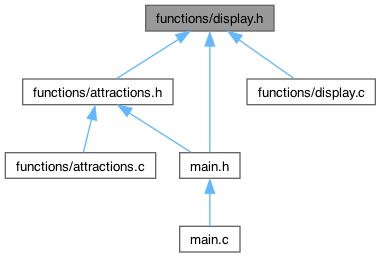 functions/display.h
functions/attractions.h
functions/display.c
functions/attractions.c
main.h
main.c